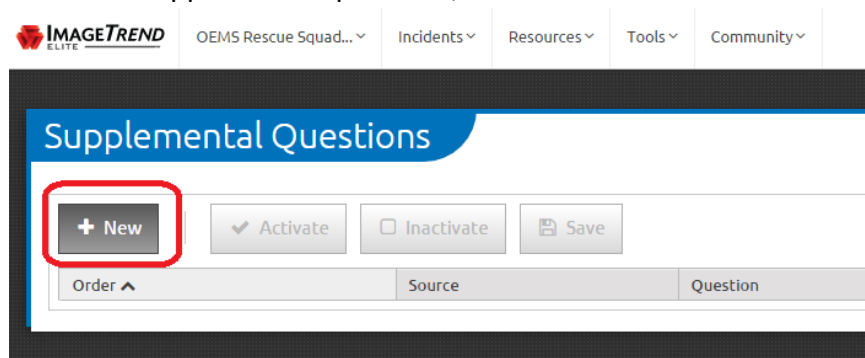 IMAGETREND
ELITE
OEMS Rescue Squad...
Incidents
Resources
Tools
Community
Supplemental Questions
New
Activate
Inactivate
Save
Order
Source
Question